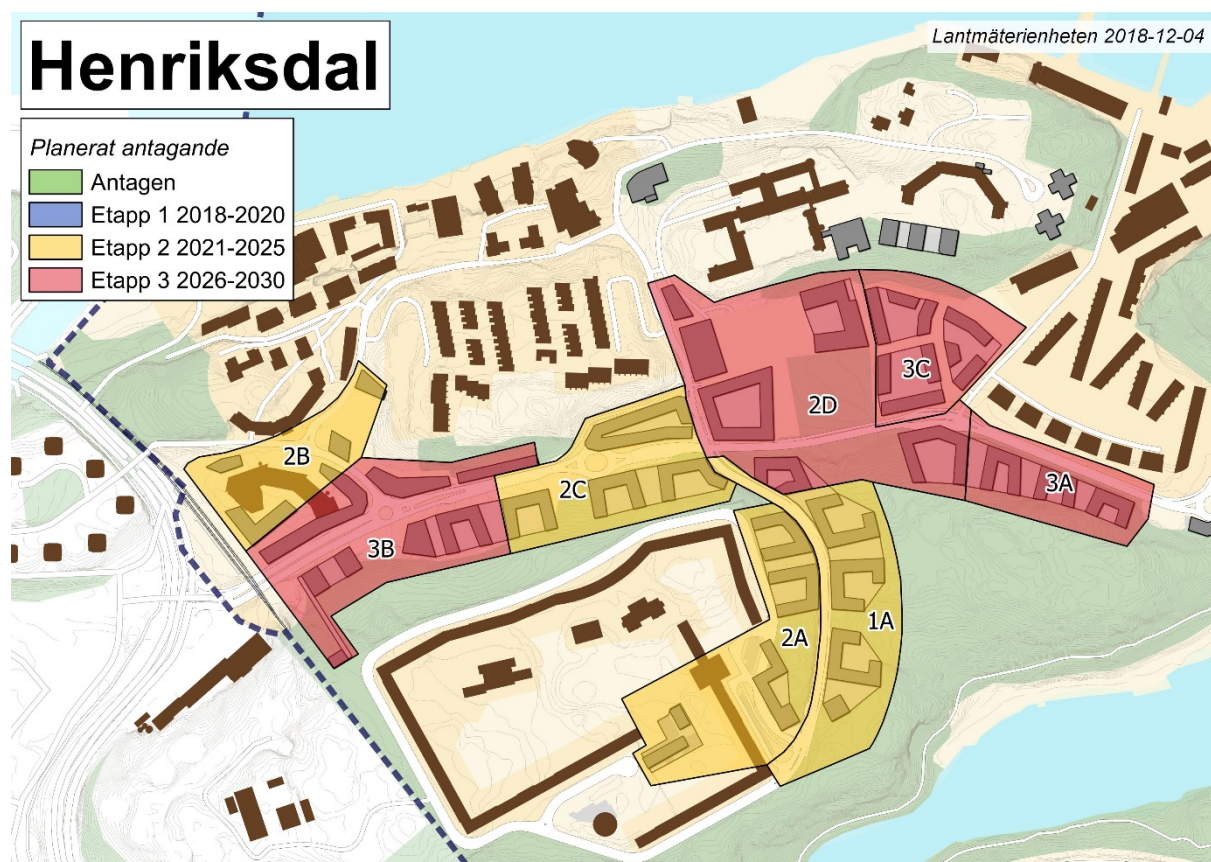 Henriksdal
Lantmäterienheten 2018-12-04
Planerat antagande
Antagen
Etapp 1 2018-2020
Etapp 2 2021-2025
Etapp 3 2026-2030
3C
2D
2B
2C
3A
3B
1A
2A